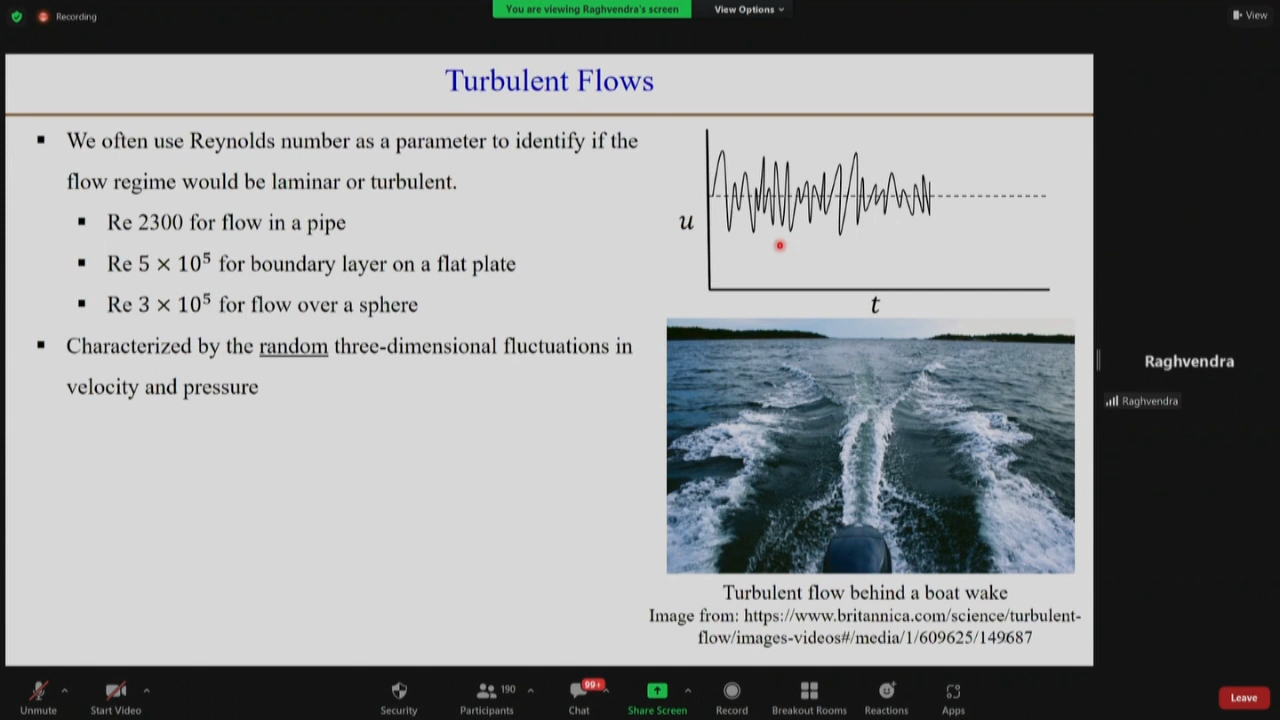 You are viewing Raghvendra's screen
View Options
Recording
View
Turbulent Flows
▪ We often use Reynolds number as a parameter to identify if the
flow regime would be laminar or turbulent.
▪ Re 2300 for flow in a pipe
▪ Re 5 × 10⁵ for boundary layer on a flat plate
▪ Re 3 × 10⁵ for flow over a sphere
▪ Characterized by the random three-dimensional fluctuations in
velocity and pressure
u
t
Turbulent flow behind a boat wake
Image from: https://www.britannica.com/science/turbulent-
flow/images-videos#/media/1/609625/149687
Raghvendra
Raghvendra
Unmute
Start Video
Security
190
Participants
99+
Chat
Share Screen
Record
Breakout Rooms
Reactions
Apps
Leave